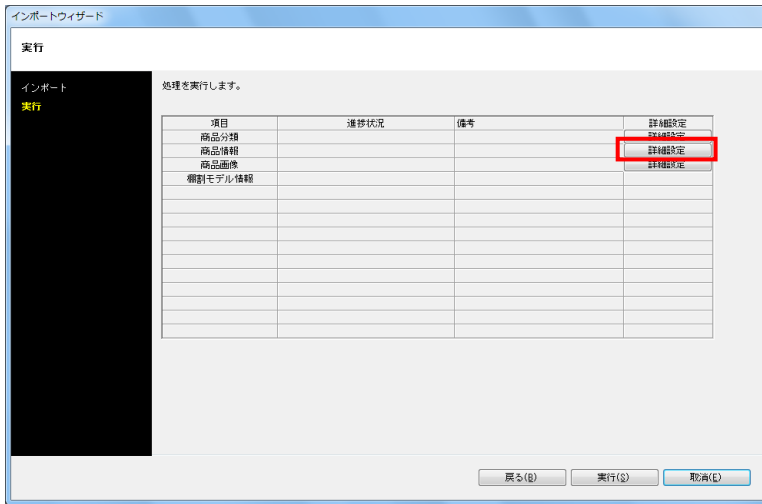 インポートウィザード
実行
インポート
実行
処理を実行します。
項目 進捗状況 備考 詳細設定
商品分類 詳細設定
商品情報 詳細設定
商品画像 詳細設定
棚割モデル情報
戻る(B) 実行(S) 取消(E)